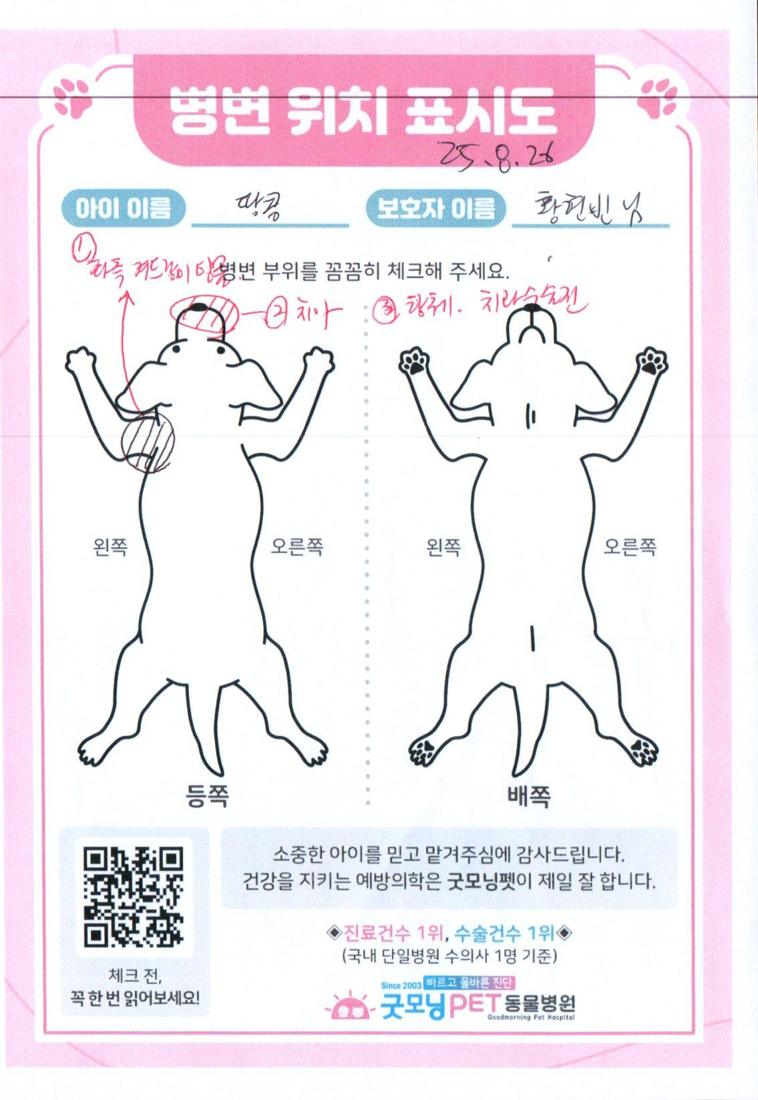 병변 위치 표시도
25.8.26
아이 이름 땅콩 보호자 이름 황현빈 님
①
좌측 겨드랑이
병변 부위를 꼼꼼히 체크해 주세요.
② 치아
③
왼쪽 오른쪽 왼쪽 오른쪽
등쪽 배쪽
소중한 아이를 믿고 맡겨주심에 감사드립니다.
건강을 지키는 예방의학은 굿모닝펫이 제일 잘 합니다.
◈진료건수 1위, 수술건수 1위◈
(국내 단일병원 수의사 1명 기준)
체크 전,
꼭 한 번 읽어보세요!
Since 2003 빠르고 올바른 진단
굿모닝PET동물병원
Goodmorning Pet Hospital